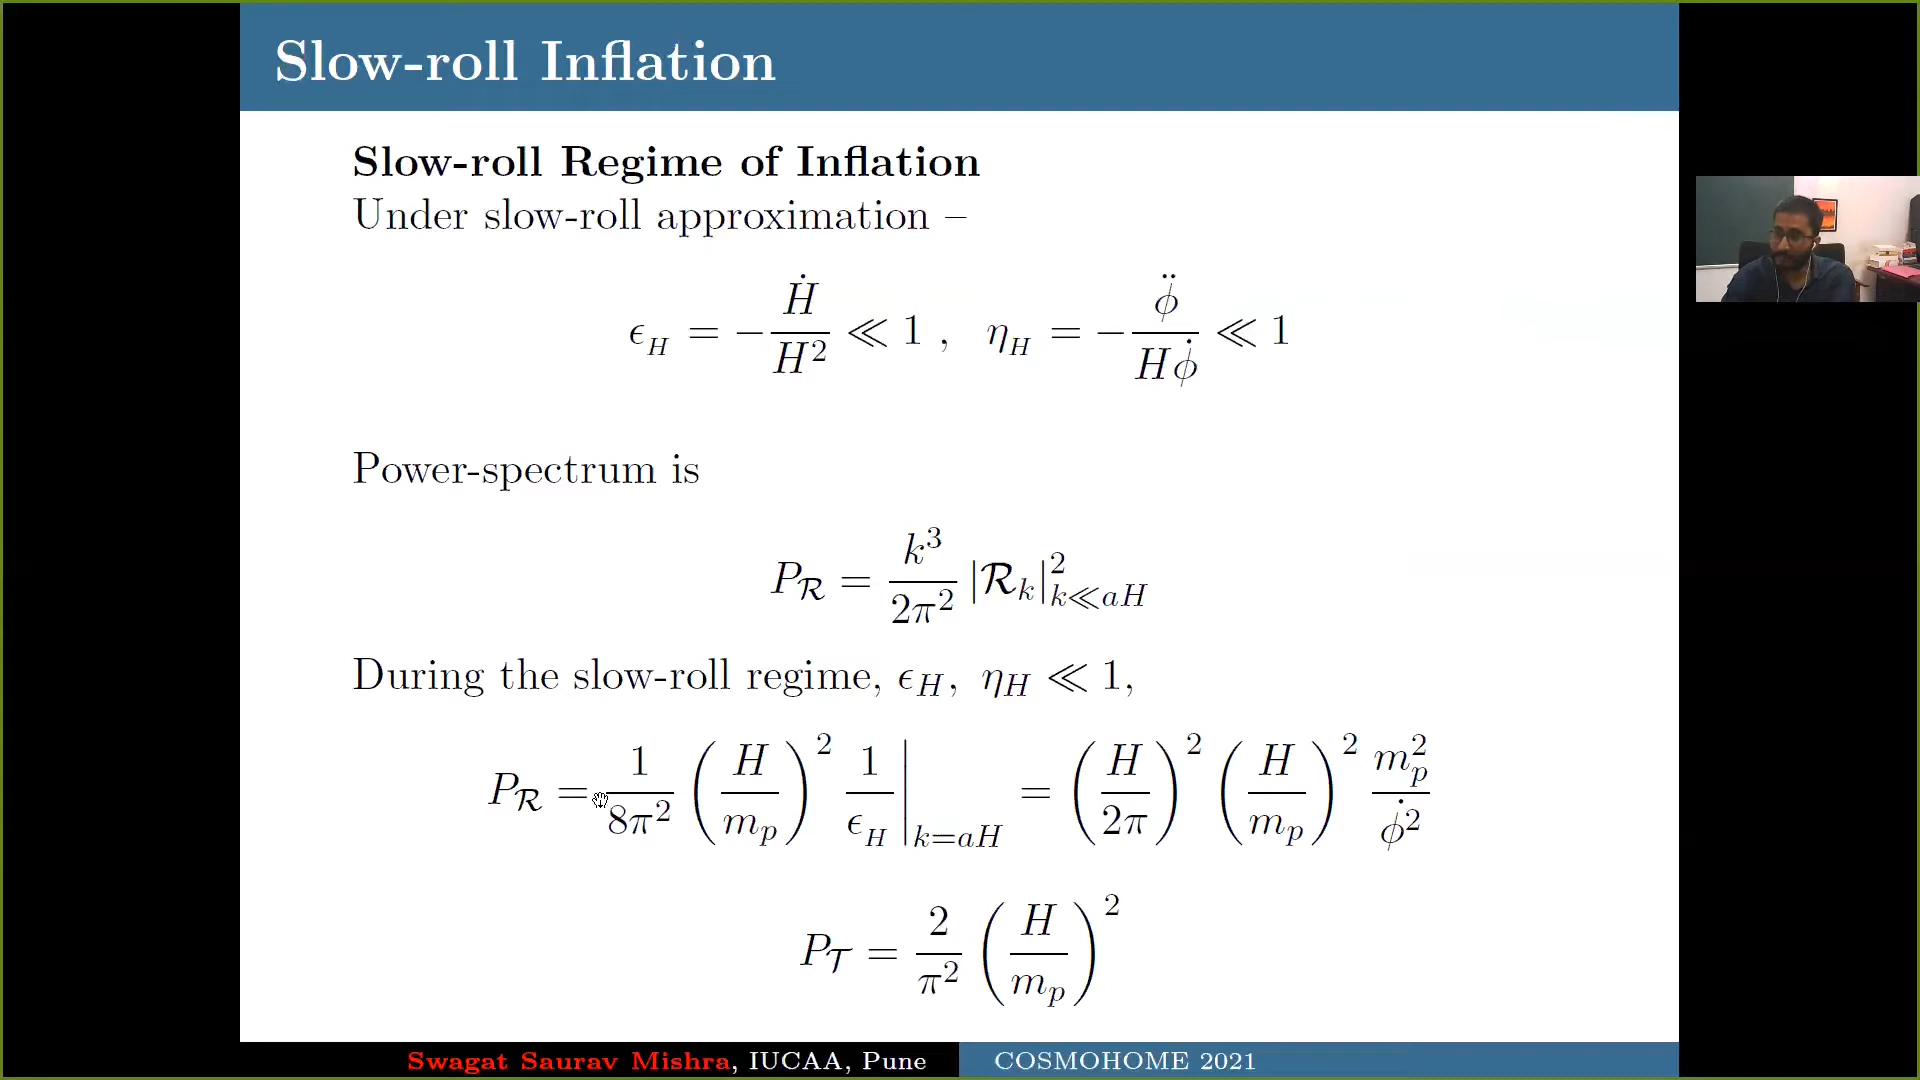 Slow-roll Inflation
Slow-roll Regime of Inflation
Under slow-roll approximation –
ϵ_H = −Ḣ/H² ≪ 1 , η_H = −ϕ̈/(Hϕ̇) ≪ 1
Power-spectrum is
P_ℛ = k³/(2π²) |ℛ_k|²_{k≪aH}
During the slow-roll regime, ϵ_H, η_H ≪ 1,
P_ℛ = 1/(8π²) (H/m_p)² 1/ϵ_H |_{k=aH} = (H/2π)² (H/m_p)² m_p²/ϕ̇²
P_𝒯 = 2/π² (H/m_p)²
Swagat Saurav Mishra, IUCAA, Pune COSMOHOME 2021